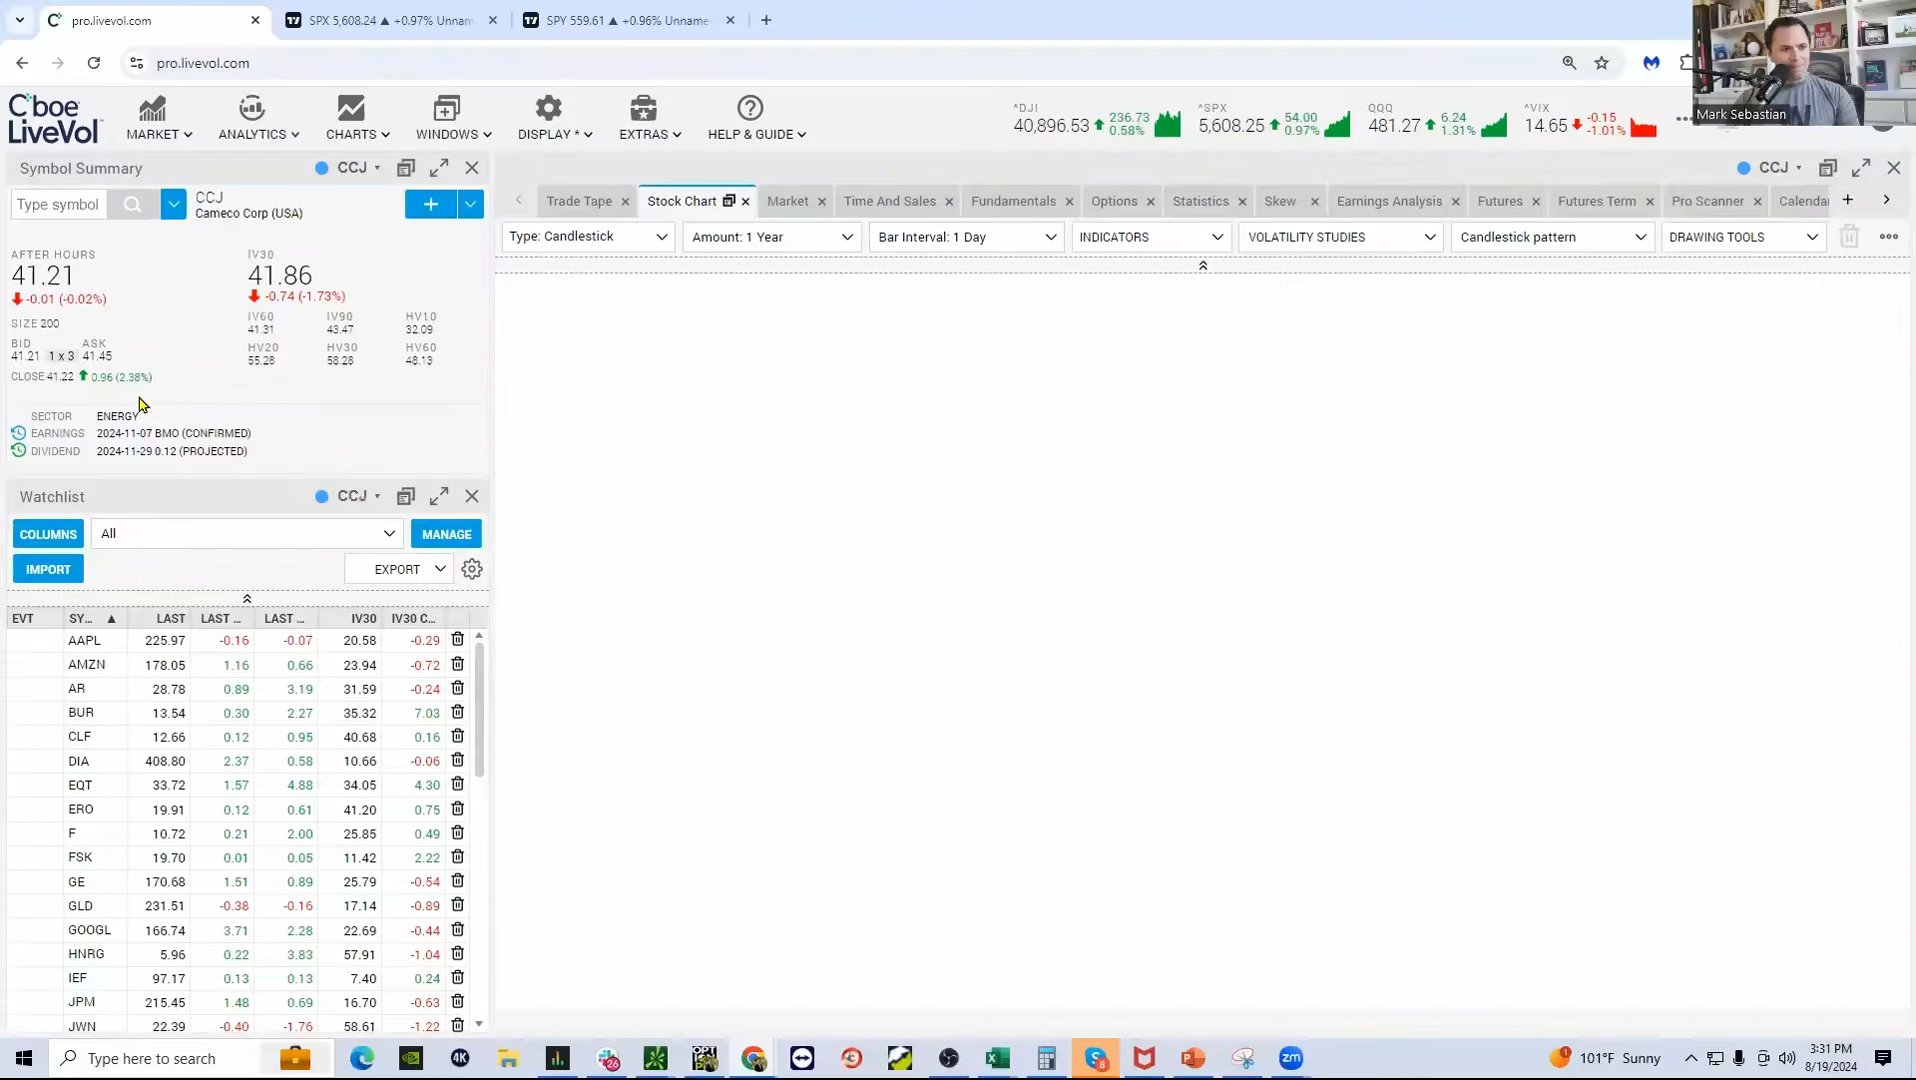 pro.livevol.com
SPX 5,608.24 ▲ +0.97% Unnam
SPY 559.61 ▲ +0.96% Unname
pro.livevol.com
Cboe LiveVol
MARKET
ANALYTICS
CHARTS
WINDOWS
DISPLAY *
EXTRAS
HELP & GUIDE
^DJI 40,896.53 236.73 0.58%
^SPX 5,608.25 54.00 0.97%
QQQ 481.27 6.24 1.31%
^VIX 14.65 -0.15 -1.01%
Mark Sebastian
Symbol Summary CCJ
CCJ
Type symbol CCJ
Cameco Corp (USA)
Trade Tape Stock Chart Market Time And Sales Fundamentals Options Statistics Skew Earnings Analysis Futures Futures Term Pro Scanner Calendar
Type: Candlestick Amount: 1 Year Bar Interval: 1 Day INDICATORS VOLATILITY STUDIES Candlestick pattern DRAWING TOOLS
AFTER HOURS IV30
41.21 41.86
-0.01 (-0.02%) -0.74 (-1.73%)
SIZE 200
IV60 IV90 HV10
41.31 43.47 32.09
BID ASK
41.21 1 x 3 41.45
HV20 HV30 HV60
55.28 58.28 48.13
CLOSE 41.22 0.96 (2.38%)
SECTOR ENERGY
EARNINGS 2024-11-07 BMO (CONFIRMED)
DIVIDEND 2024-11-29 0.12 (PROJECTED)
Watchlist CCJ
COLUMNS All MANAGE
IMPORT EXPORT
EVT SY... ▲ LAST LAST ... LAST ... IV30 IV30 C...
AAPL 225.97 -0.16 -0.07 20.58 -0.29
AMZN 178.05 1.16 0.66 23.94 -0.72
AR 28.78 0.89 3.19 31.59 -0.24
BUR 13.54 0.30 2.27 35.32 7.03
CLF 12.66 0.12 0.95 40.68 0.16
DIA 408.80 2.37 0.58 10.66 -0.06
EQT 33.72 1.57 4.88 34.05 4.30
ERO 19.91 0.12 0.61 41.20 0.75
F 10.72 0.21 2.00 25.85 0.49
FSK 19.70 0.01 0.05 11.42 2.22
GE 170.68 1.51 0.89 25.79 -0.54
GLD 231.51 -0.38 -0.16 17.14 -0.89
GOOGL 166.74 3.71 2.28 22.69 -0.44
HNRG 5.96 0.22 3.83 57.91 -1.04
IEF 97.17 0.13 0.13 7.40 0.24
JPM 215.45 1.48 0.69 16.70 -0.63
JWN 22.39 -0.40 -1.76 58.61 -1.22
Type here to search
4K
26
OPT
8
zm
1
101°F Sunny
3:31 PM
8/19/2024